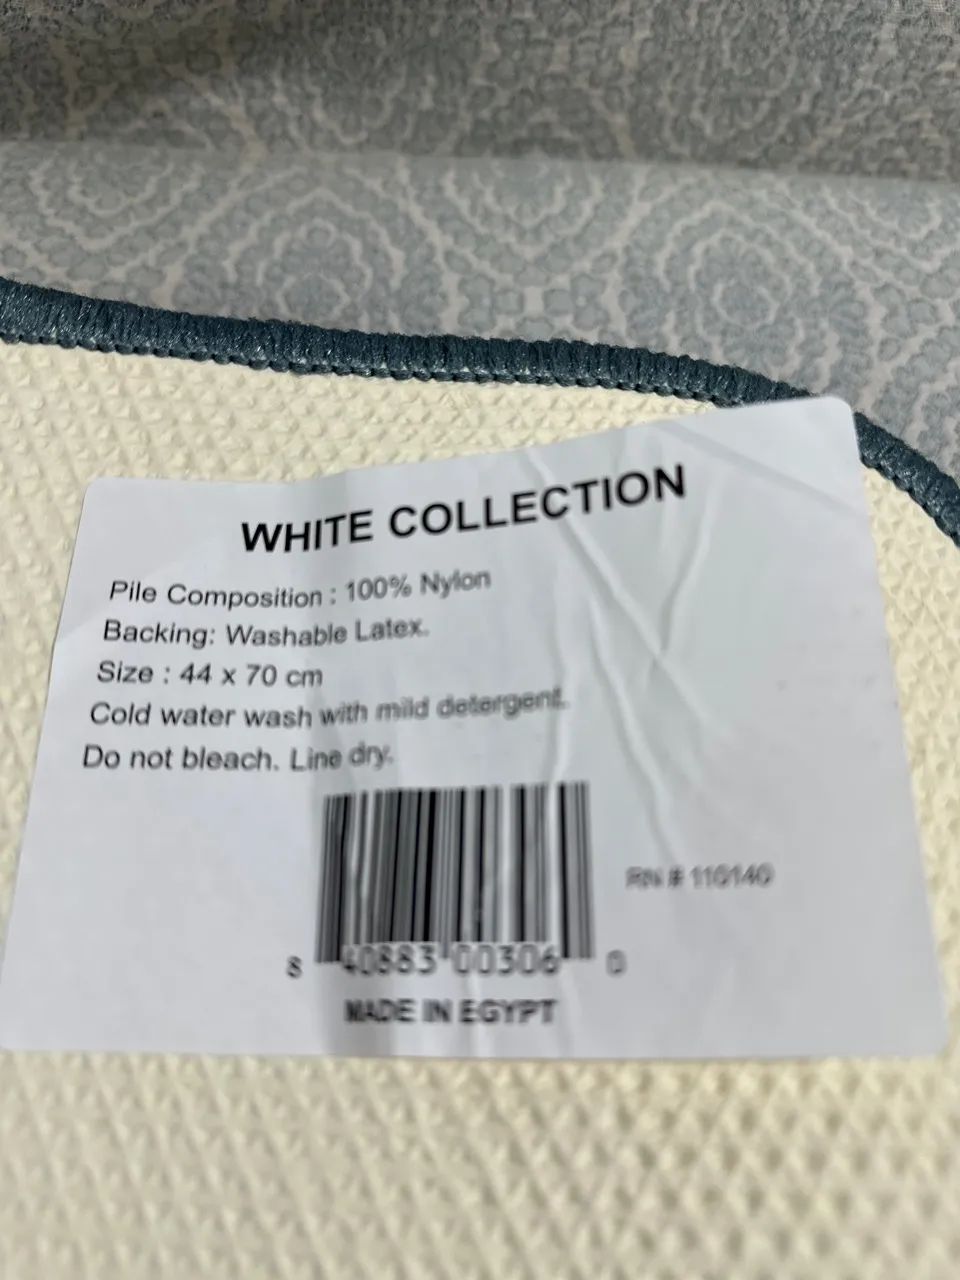 WHITE COLLECTION
Pile Composition : 100% Nylon
Backing: Washable Latex.
Size : 44 x 70 cm
Cold water wash with mild detergent.
Do not bleach. Line dry.
RN # 110140
8 40883 00306 0
MADE IN EGYPT